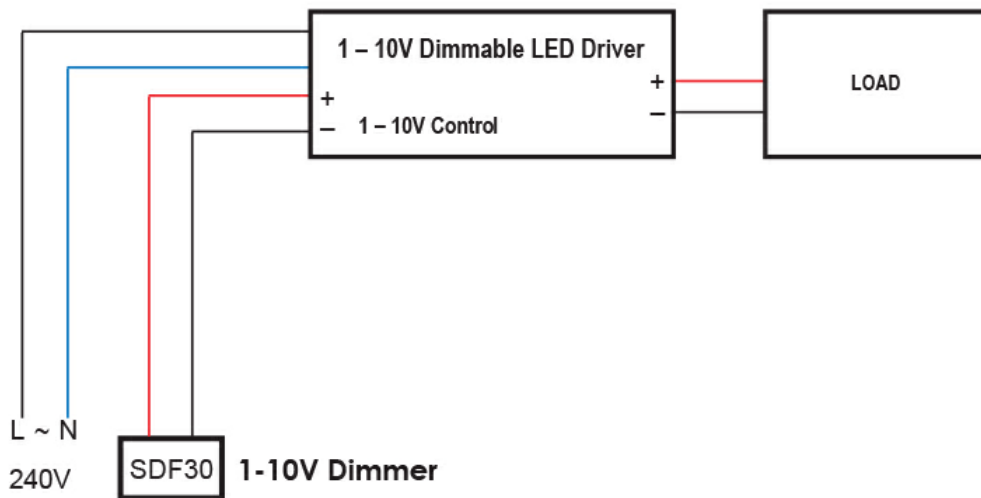 1 – 10V Dimmable LED Driver
+
LOAD
+
–
– 1 – 10V Control
L ~ N
240V
SDF30 1-10V Dimmer